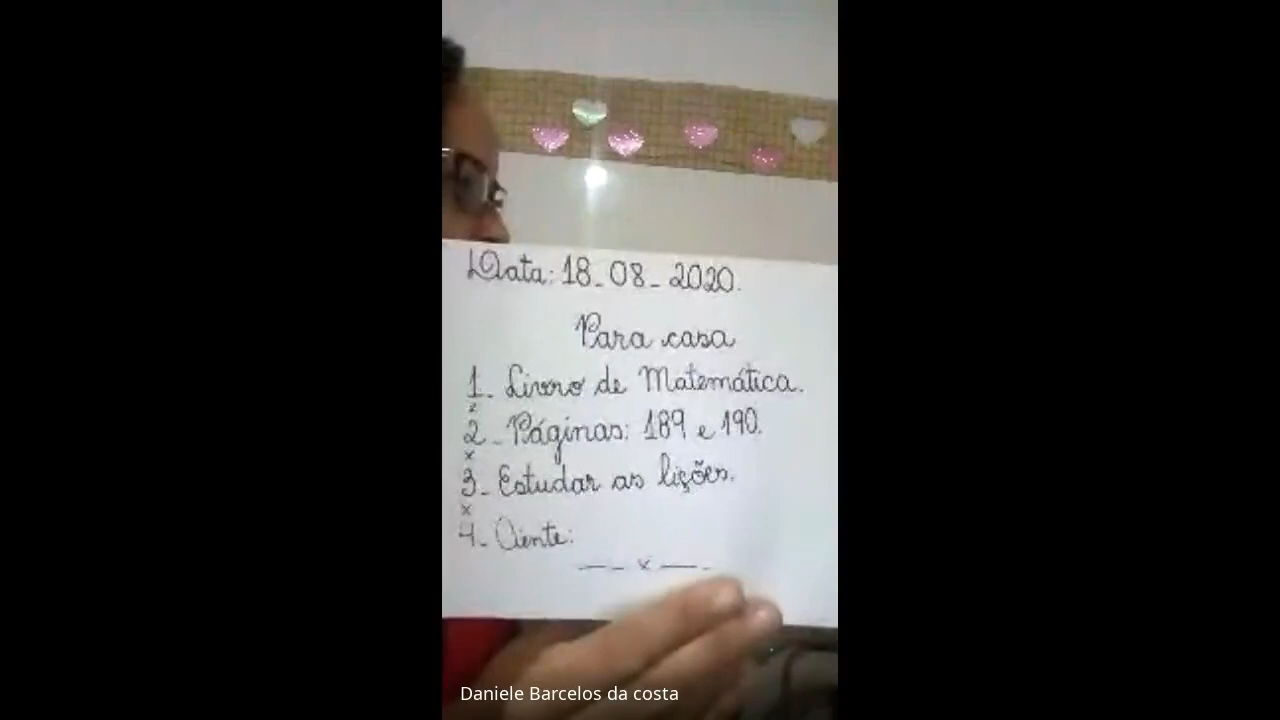 Data: 18-08-2020.
Para casa
1- Livro de Matemática.
x
2- Páginas: 189 e 190.
x
3- Estudar as lições.
x
4- Ciente:
—— x ——
Daniele Barcelos da costa